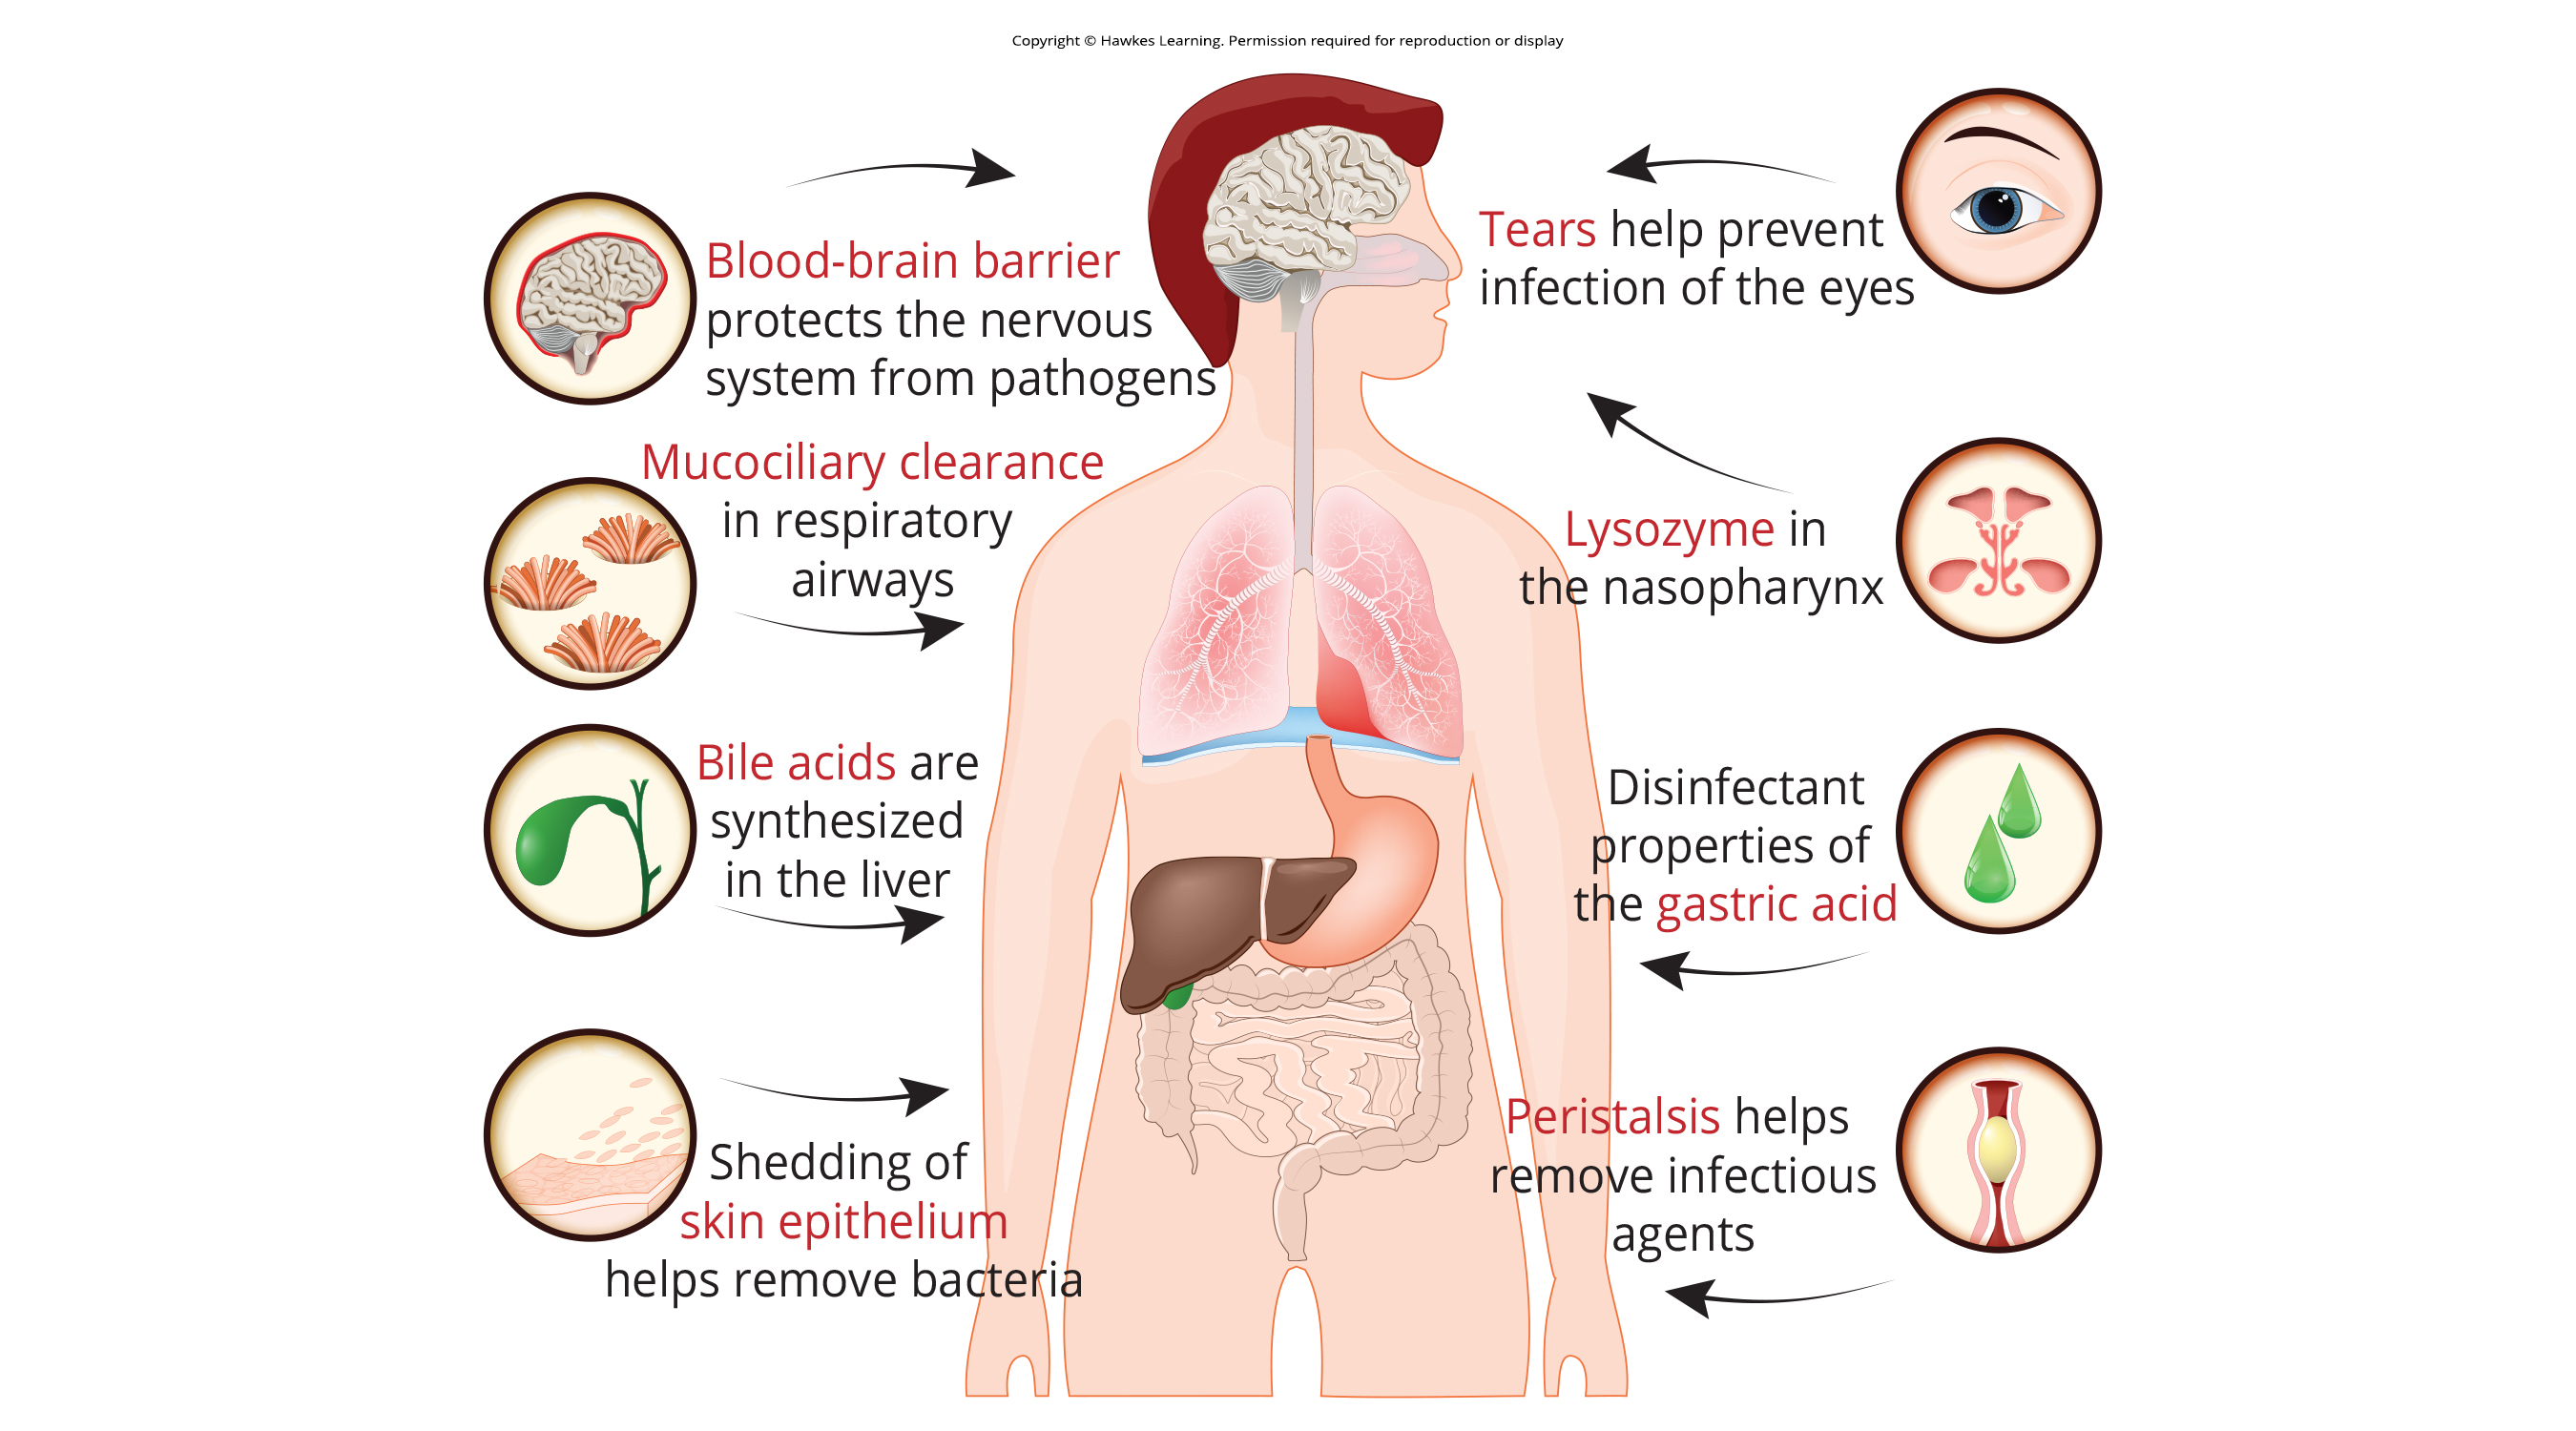 Copyright © Hawkes Learning. Permission required for reproduction or display
Blood-brain barrier
protects the nervous
system from pathogens
Mucociliary clearance
in respiratory
airways
Bile acids are
synthesized
in the liver
Shedding of
skin epithelium
helps remove bacteria
Tears help prevent
infection of the eyes
Lysozyme in
the nasopharynx
Disinfectant
properties of
the gastric acid
Peristalsis helps
remove infectious
agents